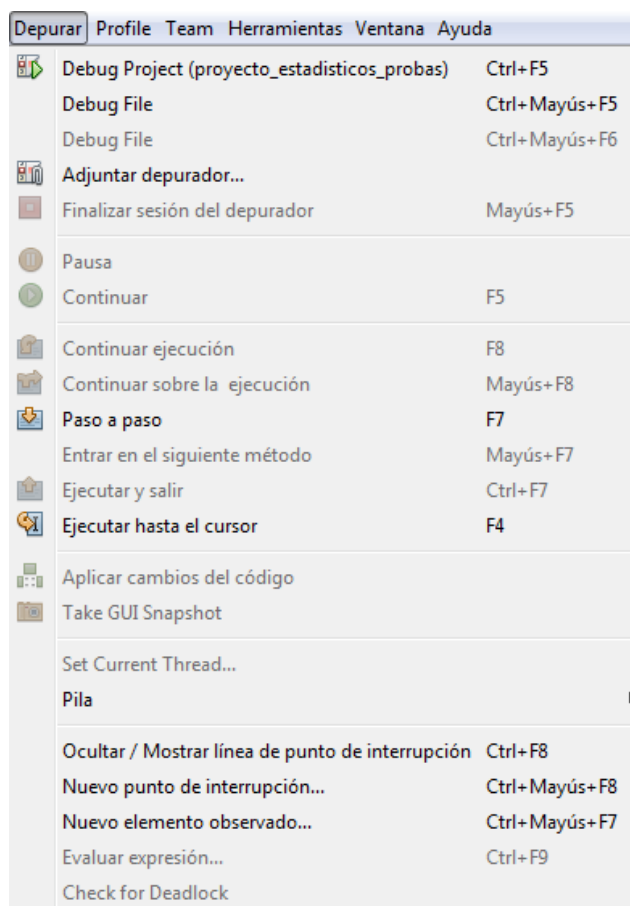 Depurar Profile Team Herramientas Ventana Ayuda
Debug Project (proyecto_estadisticos_probas) Ctrl+F5
Debug File Ctrl+Mayús+F5
Debug File Ctrl+Mayús+F6
Adjuntar depurador...
Finalizar sesión del depurador Mayús+F5
Pausa
Continuar F5
Continuar ejecución F8
Continuar sobre la ejecución Mayús+F8
Paso a paso F7
Entrar en el siguiente método Mayús+F7
Ejecutar y salir Ctrl+F7
Ejecutar hasta el cursor F4
Aplicar cambios del código
Take GUI Snapshot
Set Current Thread...
Pila
Ocultar / Mostrar línea de punto de interrupción Ctrl+F8
Nuevo punto de interrupción... Ctrl+Mayús+F8
Nuevo elemento observado... Ctrl+Mayús+F7
Evaluar expresión... Ctrl+F9
Check for Deadlock